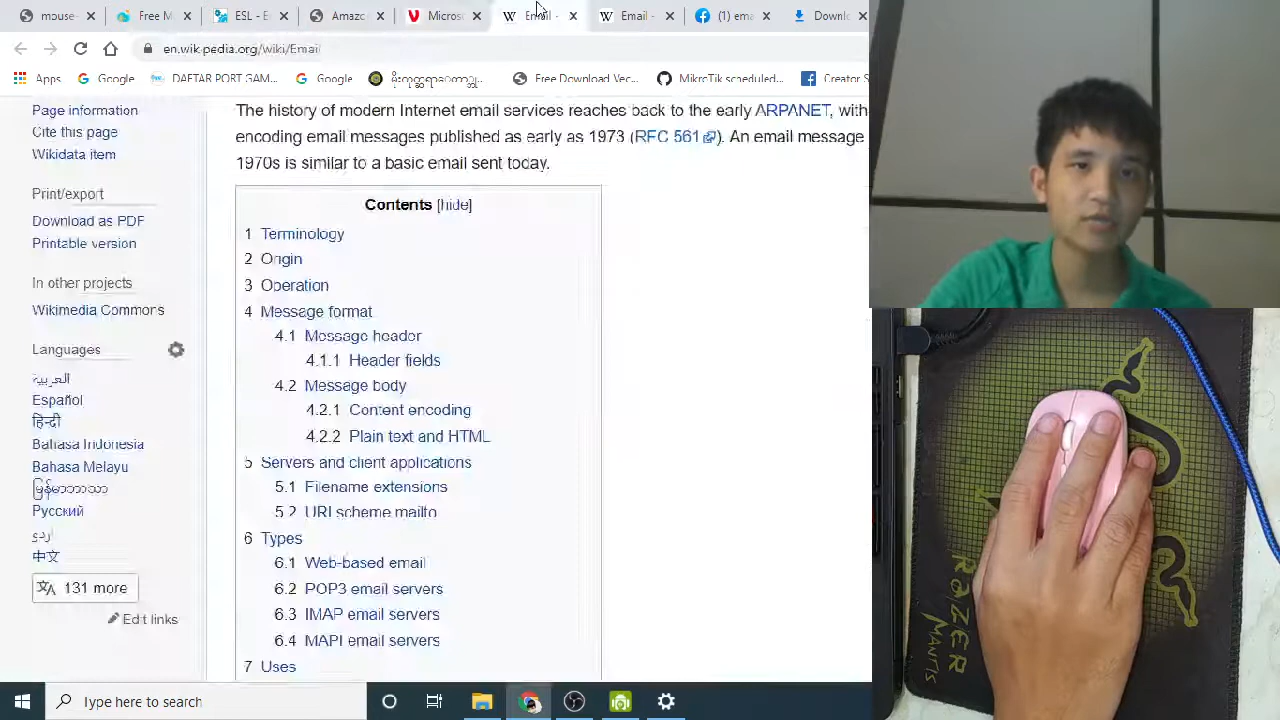 mouse-
Free M
ESL - E
Amazo
Micros
Email -
Email -
(1) ema
Downlo
en.wikipedia.org/wiki/Email
Apps
Google
DAFTAR PORT GAM...
Google
Free Download Vec...
MikroTik scheduled...
Creator S
Page information
Cite this page
Wikidata item
Print/export
Download as PDF
Printable version
In other projects
Wikimedia Commons
Languages
العربية
Español
हिन्दी
Bahasa Indonesia
Bahasa Melayu
မြန်မာဘာသာ
Русский
اردو
中文
131 more
Edit links
The history of modern Internet email services reaches back to the early ARPANET, with
encoding email messages published as early as 1973 (RFC 561). An email message
1970s is similar to a basic email sent today.
Contents [hide]
1 Terminology
2 Origin
3 Operation
4 Message format
4.1 Message header
4.1.1 Header fields
4.2 Message body
4.2.1 Content encoding
4.2.2 Plain text and HTML
5 Servers and client applications
5.1 Filename extensions
5.2 URI scheme mailto
6 Types
6.1 Web-based email
6.2 POP3 email servers
6.3 IMAP email servers
6.4 MAPI email servers
7 Uses
Type here to search
RAZER
MANTIS